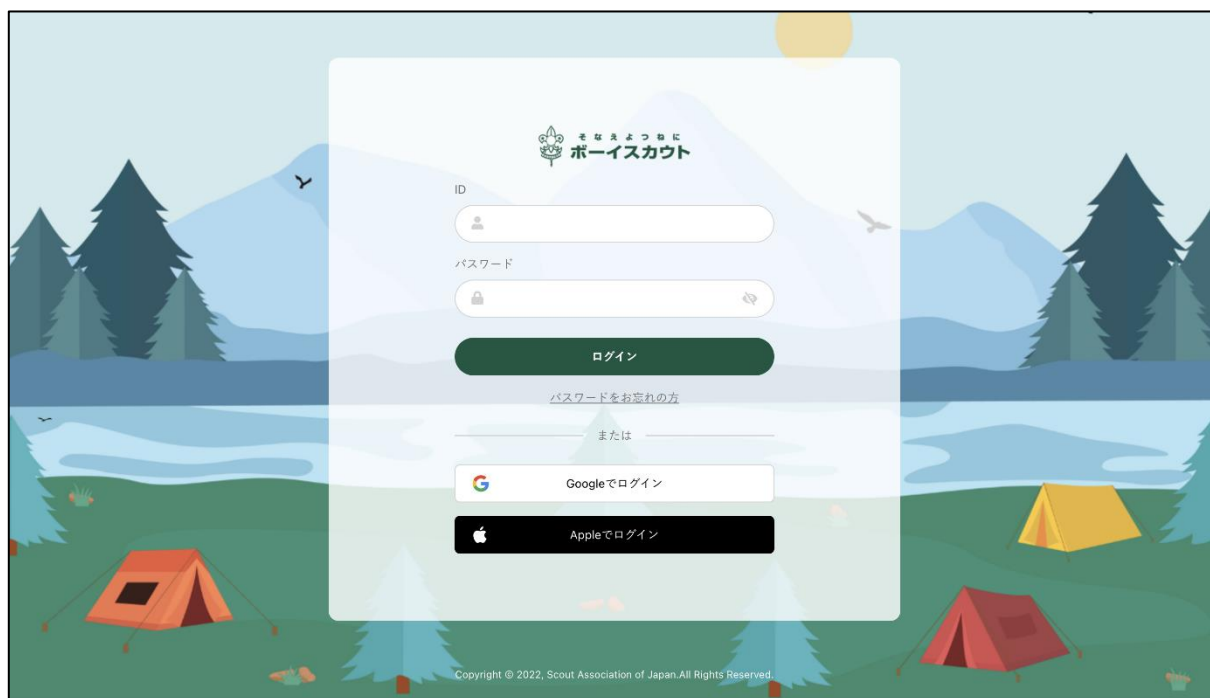 そなえよつねに
ボーイスカウト
ID
パスワード
ログイン
パスワードをお忘れの方
または
Googleでログイン
Appleでログイン
Copyright © 2022, Scout Association of Japan.All Rights Reserved.